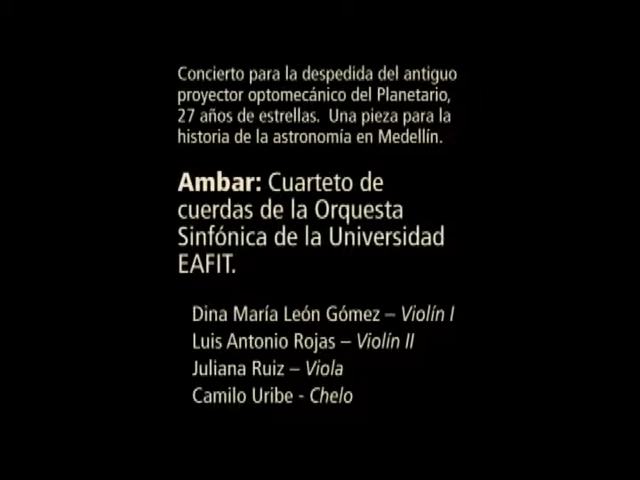 Concierto para la despedida del antiguo
proyector optomecánico del Planetario,
27 años de estrellas. Una pieza para la
historia de la astronomía en Medellín.
Ambar: Cuarteto de
cuerdas de la Orquesta
Sinfónica de la Universidad
EAFIT.
Dina María León Gómez – Violín I
Luis Antonio Rojas – Violín II
Juliana Ruiz – Viola
Camilo Uribe - Chelo